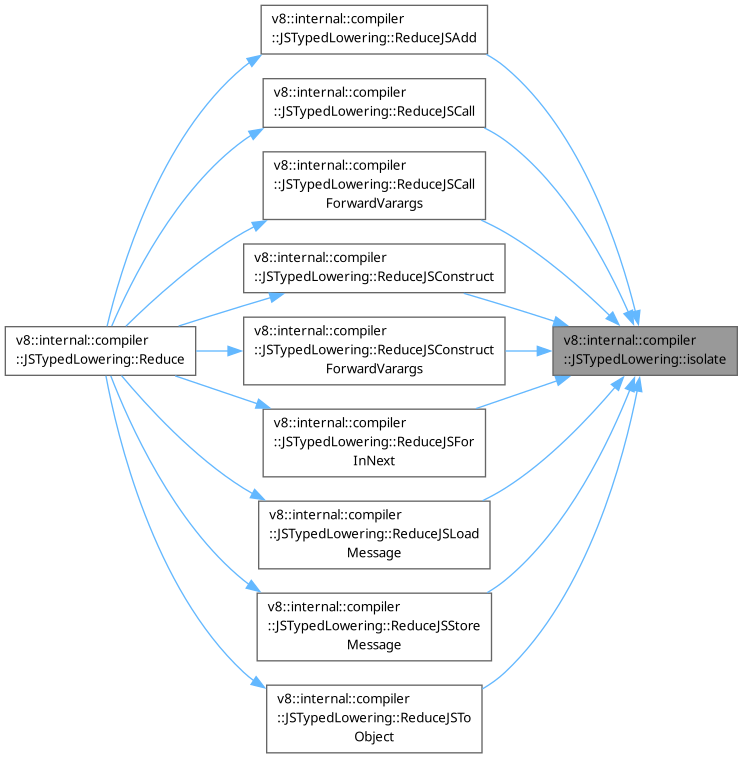 v8::internal::compiler
::JSTypedLowering::ReduceJSAdd
v8::internal::compiler
::JSTypedLowering::ReduceJSCall
v8::internal::compiler
::JSTypedLowering::ReduceJSCall
ForwardVarargs
v8::internal::compiler
::JSTypedLowering::ReduceJSConstruct
v8::internal::compiler
::JSTypedLowering::Reduce
v8::internal::compiler
::JSTypedLowering::ReduceJSConstruct
ForwardVarargs
v8::internal::compiler
::JSTypedLowering::isolate
v8::internal::compiler
::JSTypedLowering::ReduceJSFor
InNext
v8::internal::compiler
::JSTypedLowering::ReduceJSLoad
Message
v8::internal::compiler
::JSTypedLowering::ReduceJSStore
Message
v8::internal::compiler
::JSTypedLowering::ReduceJSTo
Object